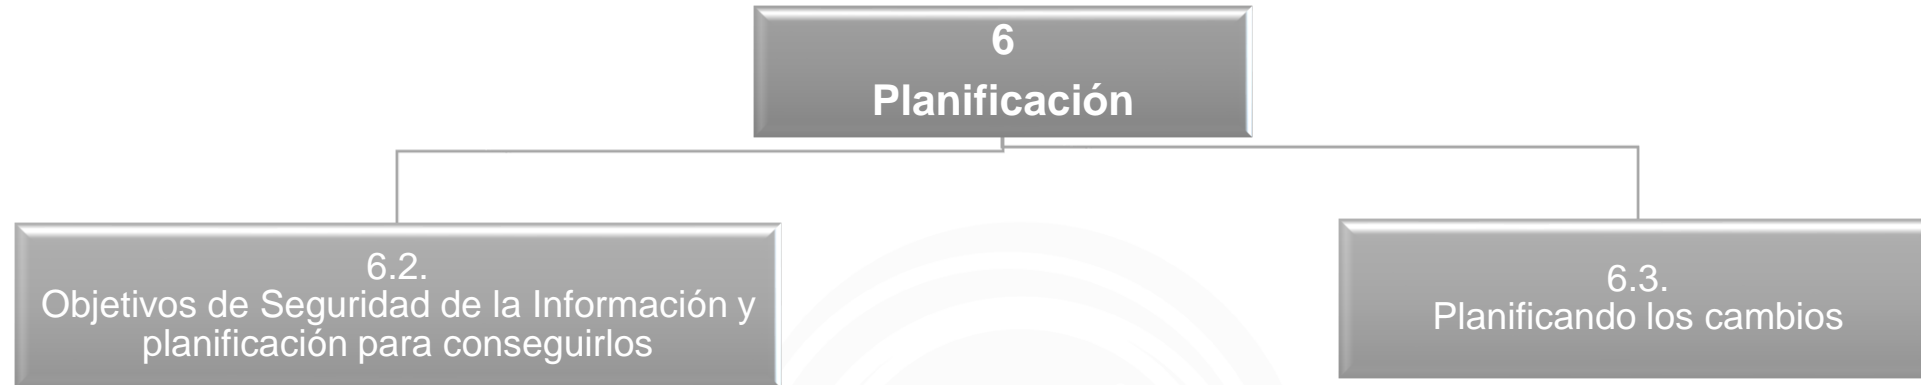 6
Planificación
6.2.
Objetivos de Seguridad de la Información y
planificación para conseguirlos
6.3.
Planificando los cambios